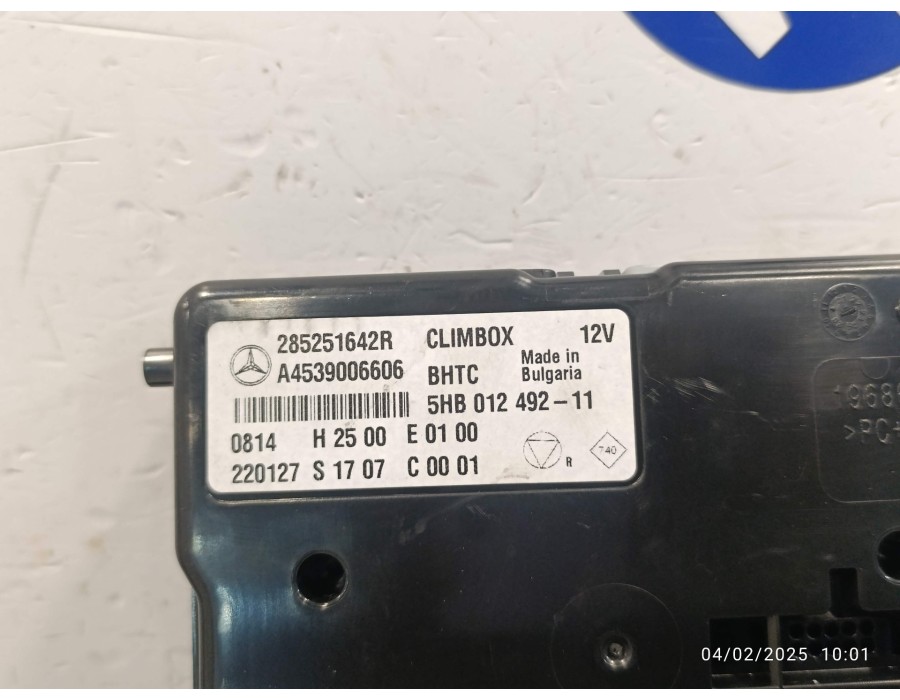 285251642R CLIMBOX 12V
A4539006606 BHTC Made in Bulgaria
5HB 012 492-11
0814 H 25 00 E 01 00
220127 S 17 07 C 00 01
R
740
>PC+
04/02/2025 10:01